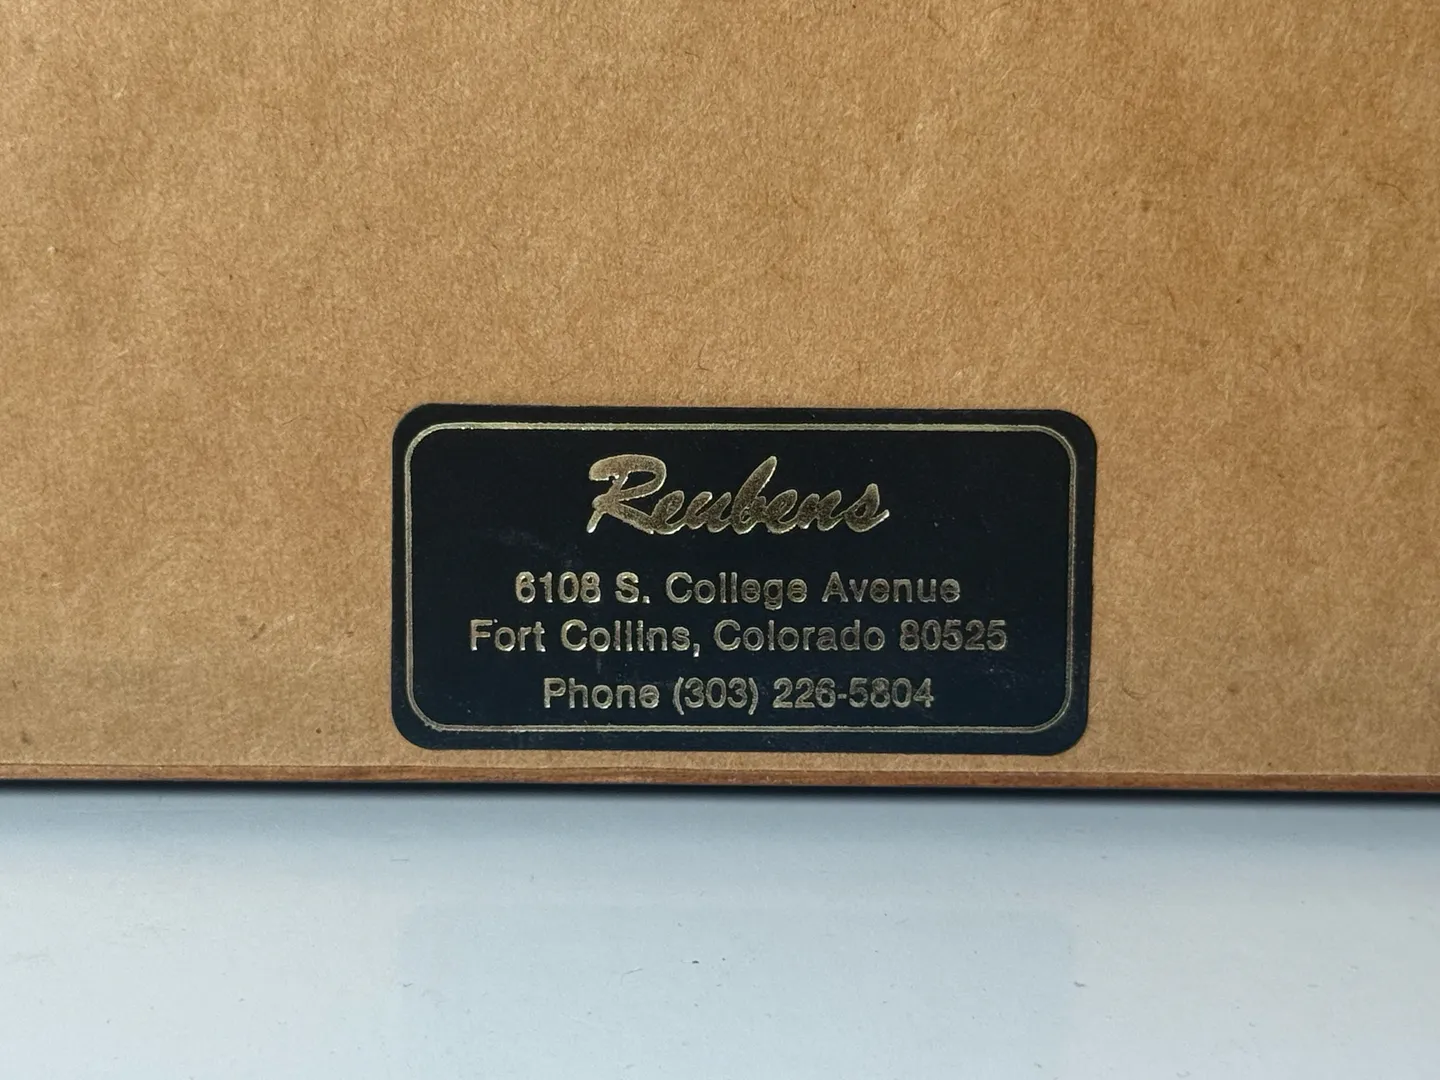 Reubens
6108 S. College Avenue
Fort Collins, Colorado 80525
Phone (303) 226-5804